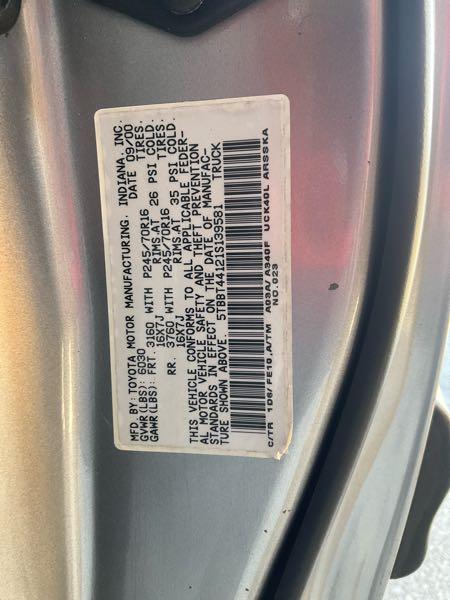 MFD. BY: TOYOTA MOTOR MANUFACTURING, INDIANA, INC.
DATE 09/00
GVWR(LBS): 6030
GAWR(LBS): FRT. 3160 WITH P245/70R16 TIRES,
16X7J RIMS,AT 26 PSI COLD.
RR. 3760 WITH P245/70R16 TIRES,
16X7J RIMS,AT 35 PSI COLD.
THIS VEHICLE CONFORMS TO ALL APPLICABLE FEDER-
AL MOTOR VEHICLE SAFETY AND THEFT PREVENTION
STANDARDS IN EFFECT ON THE DATE OF MANUFAC-
TURE SHOWN ABOVE. 5TBBT44121S139581 TRUCK
C/TR 1D6/FE10,A/TM A03A/A340F UCK40L ARSSKA
NO.023